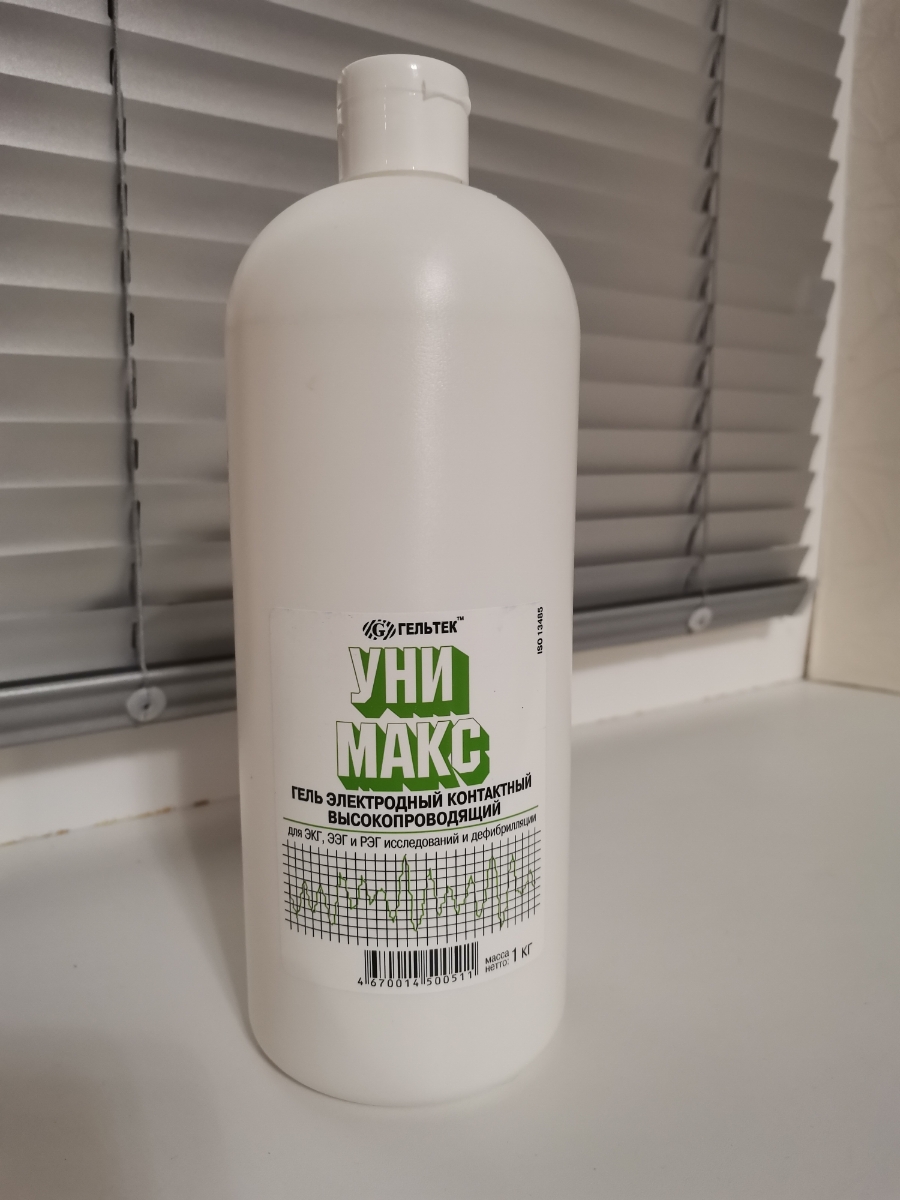 ГЕЛЬТЕК™
ISO 13485
УНИ
МАКС
ГЕЛЬ ЭЛЕКТРОДНЫЙ КОНТАКТНЫЙ
ВЫСОКОПРОВОДЯЩИЙ
для ЭКГ, ЭЭГ и РЭГ исследований и дефибрилляции
масса
нетто: 1 кг
4 670014 500511